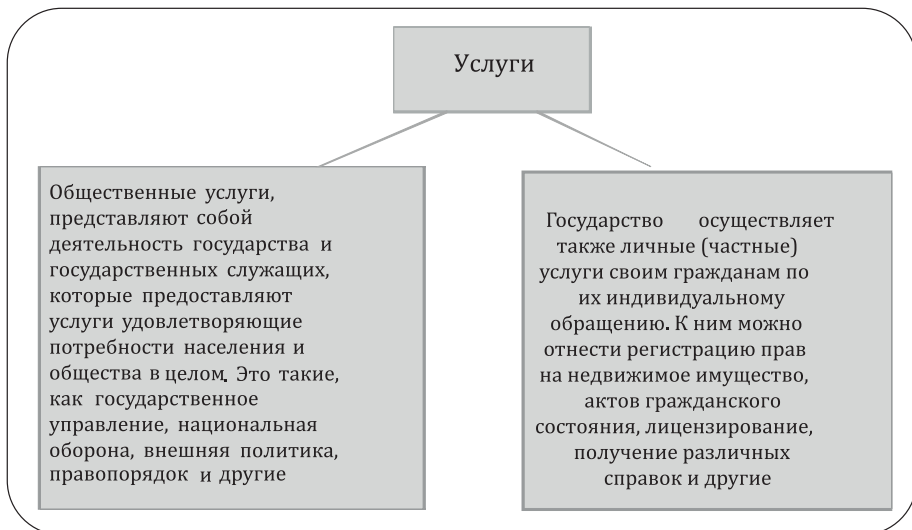 Услуги
Общественные услуги,
представляют собой
деятельность государства и
государственных служащих,
которые предоставляют
услуги удовлетворяющие
потребности населения и
общества в целом. Это такие,
как государственное
управление, национальная
оборона, внешняя политика,
правопорядок и другие
Государство осуществляет
также личные (частные)
услуги своим гражданам по
их индивидуальному
обращению. К ним можно
отнести регистрацию прав
на недвижимое имущество,
актов гражданского
состояния, лицензирование,
получение различных
справок и другие